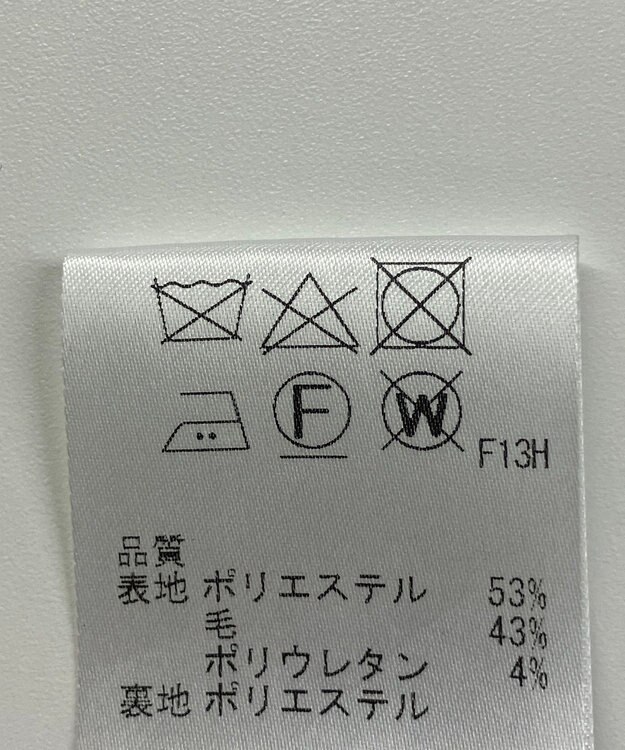 F W F13H
品質
表地 ポリエステル 53%
毛 43%
ポリウレタン 4%
裏地 ポリエステル